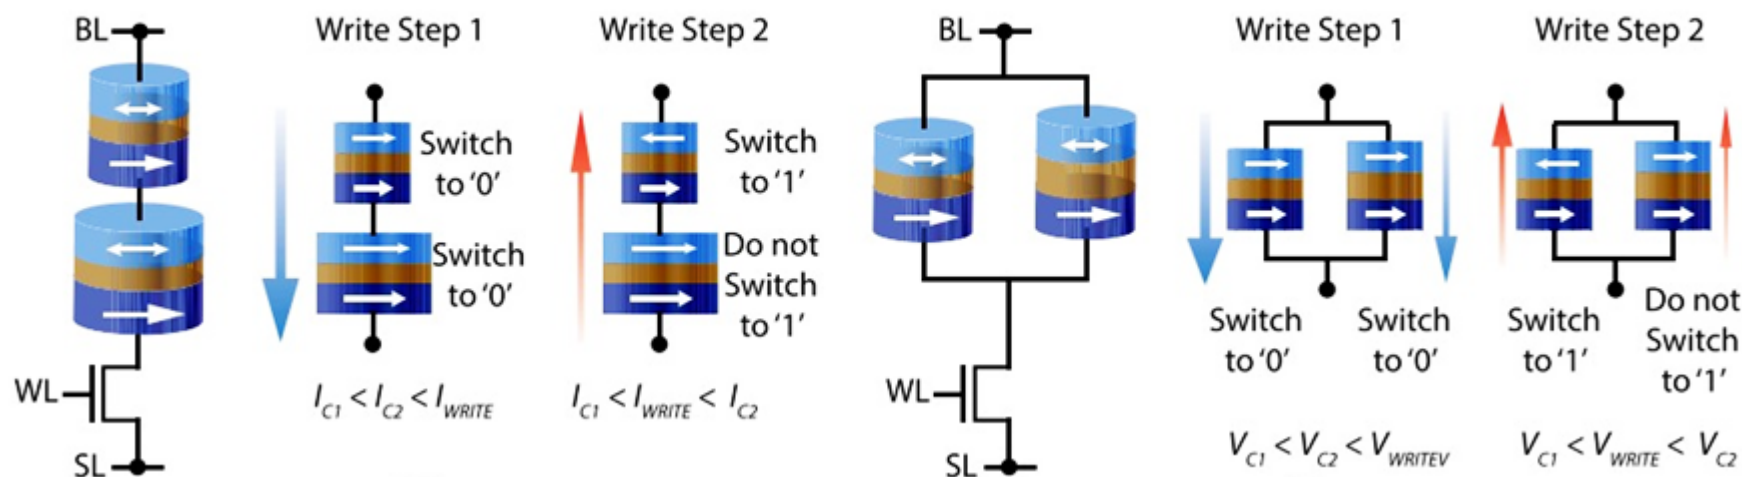 BL
WL
SL
Write Step 1
Switch
to ‘0’
Switch
to ‘0’
I_C1 < I_C2 < I_WRITE
Write Step 2
Switch
to ‘1’
Do not
Switch
to ‘1’
I_C1 < I_WRITE < I_C2
BL
WL
SL
Write Step 1
Switch
to ‘0’
Switch
to ‘0’
V_C1 < V_C2 < V_WRITEV
Write Step 2
Switch
to ‘1’
Do not
Switch
to ‘1’
V_C1 < V_WRITE < V_C2